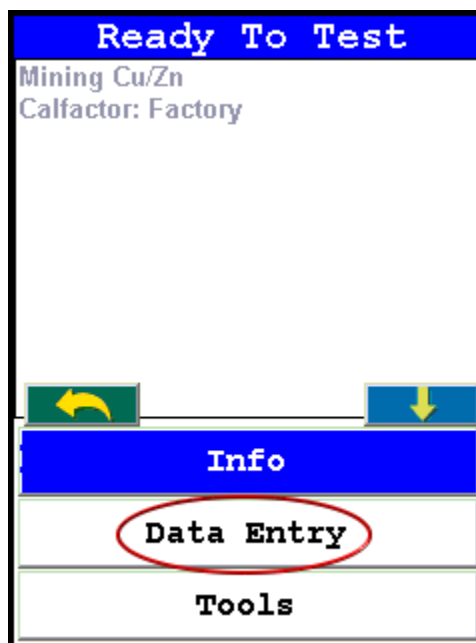 Ready To Test
Mining Cu/Zn
Calfactor: Factory
Info
Data Entry
Tools